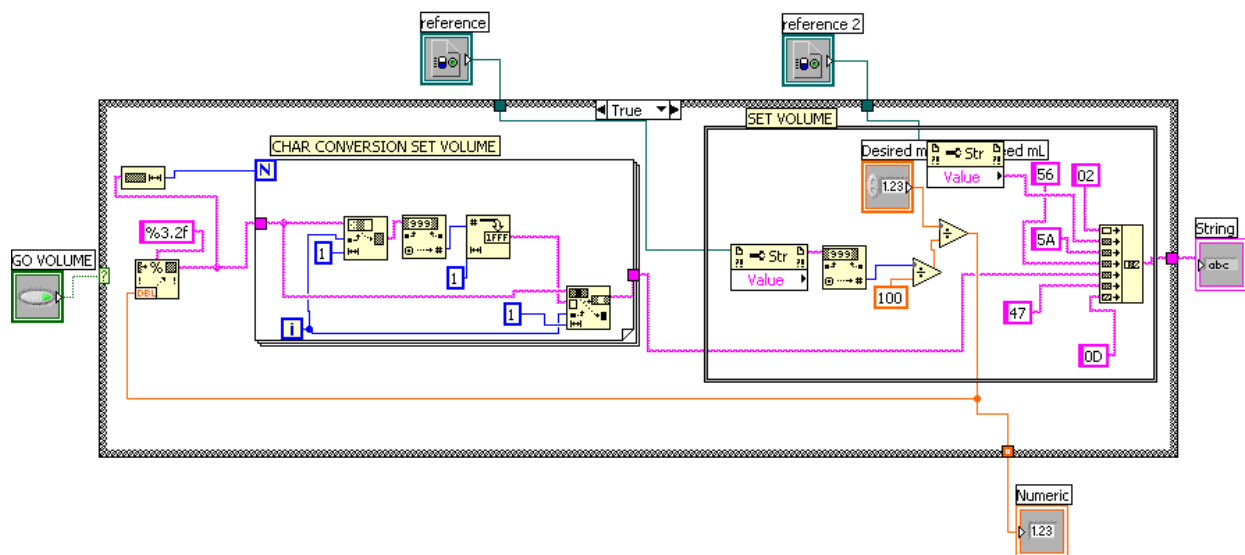 reference
reference 2
True
SET VOLUME
CHAR CONVERSION SET VOLUME
N
Desired m
ed mL
Str
Value
56
02
1.23
%3.2f
999
#
1FFF
1
1
5A
String
abc
GO VOLUME
?
%
DBL
Str
Value
999
100
1
i
47
0D
Numeric
1.23